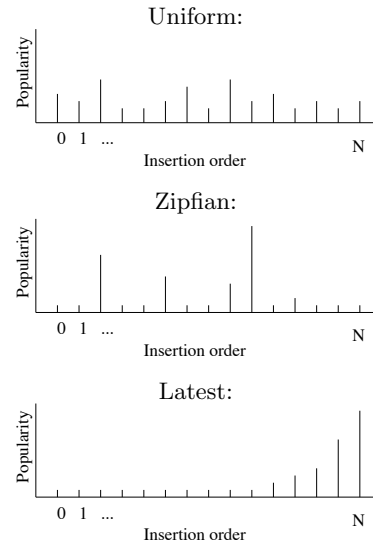 Uniform:
Popularity
0 1 ... N
Insertion order
Zipfian:
Popularity
0 1 ... N
Insertion order
Latest:
Popularity
0 1 ... N
Insertion order